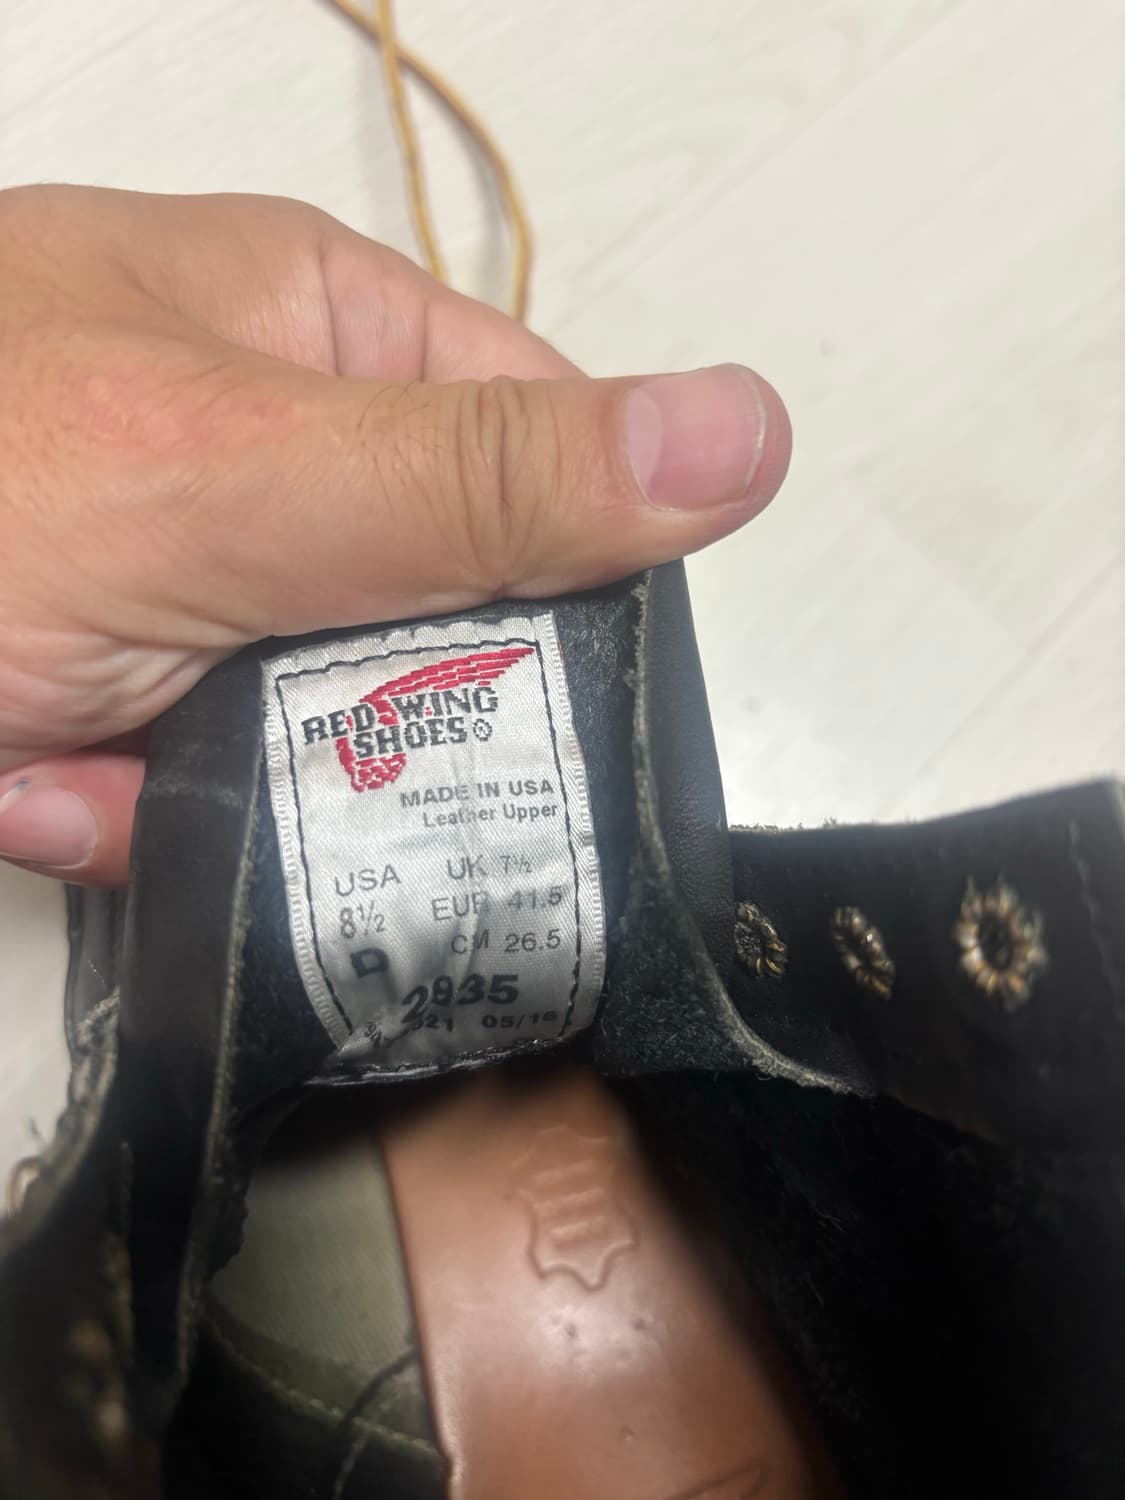 RED WING
SHOES®
MADE IN USA
Leather Upper
USA UK 7½
8½ EUR 41.5
D CM 26.5
2935
05/16